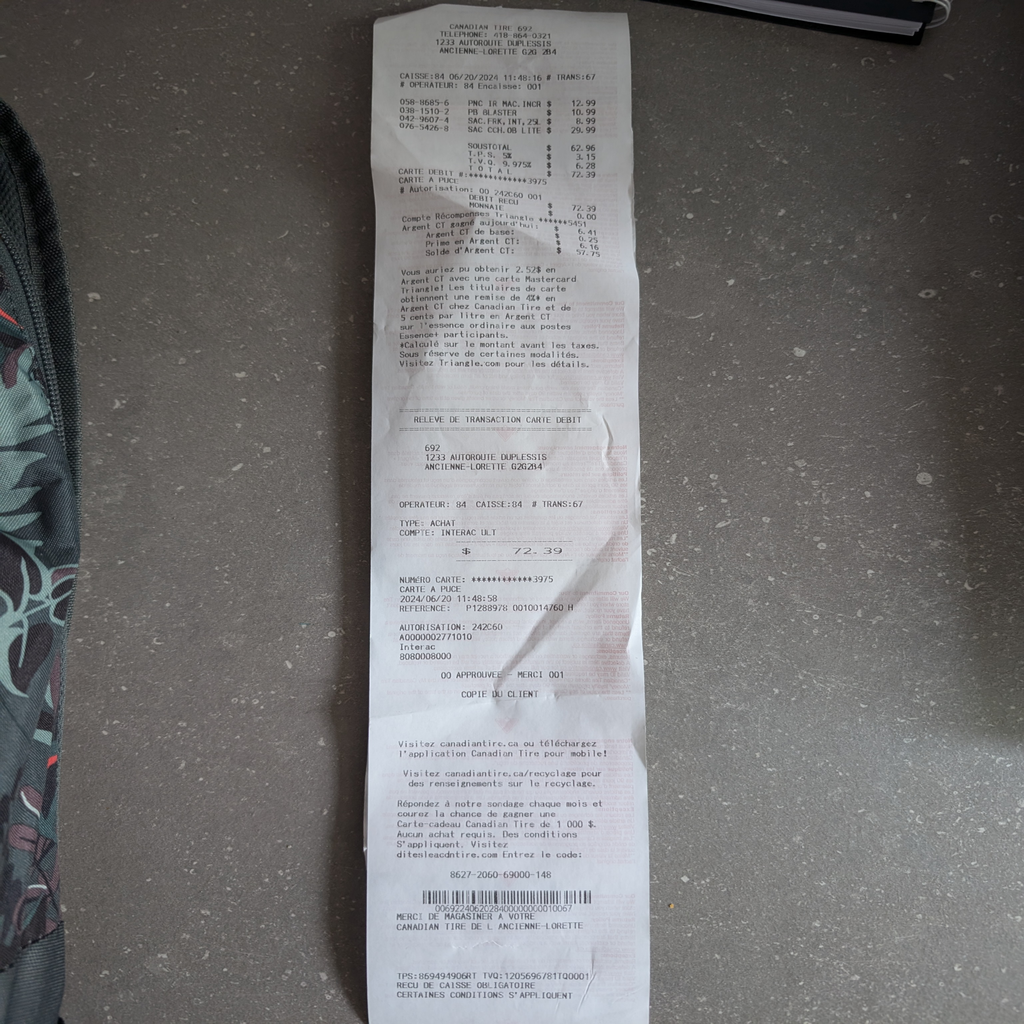 CANADIAN TIRE 692
TELEPHONE: 418-864-0321
1233 AUTOROUTE DUPLESSIS
ANCIENNE-LORETTE G2G 2B4
CAISSE:84 06/20/2024 11:48:16 # TRANS:67
# OPERATEUR: 84 Encaisse: 001
058-8685-6 PNC IR MAC.INCR $ 12.99
038-1510-2 PB BLASTER $ 10.99
042-9607-4 SAC.FRK,INT,25L $ 8.99
076-5426-8 SAC CCH.OB LITE $ 29.99
SOUSTOTAL $ 62.96
T.P.S. 5% $ 3.15
T.V.Q. 9.975% $ 6.28
T O T A L $ 72.39
CARTE DEBIT #:************3975
CARTE A PUCE
# Autorisation: 00 242C60 001
DEBIT RECU $ 72.39
MONNAIE $ 0.00
Compte Récompenses Triangle ******5451
Argent CT gagné aujourd'hui: $ 6.41
Argent CT de base: $ 0.25
Prime en Argent CT: $ 6.16
Solde d'Argent CT: $ 57.75
Vous auriez pu obtenir 2.52$ en
Argent CT avec une carte Mastercard
Triangle! Les titulaires de carte
obtiennent une remise de 4%* en
Argent CT chez Canadian Tire et de
5 cents par litre en Argent CT
sur l'essence ordinaire aux postes
Essence+ participants.
*Calculé sur le montant avant les taxes.
Sous réserve de certaines modalités.
Visitez Triangle.com pour les détails.
RELEVE DE TRANSACTION CARTE DEBIT
692
1233 AUTOROUTE DUPLESSIS
ANCIENNE-LORETTE G2G2B4
OPERATEUR: 84 CAISSE:84 # TRANS:67
TYPE: ACHAT
COMPTE: INTERAC ULT
$ 72.39
NUMÉRO CARTE: ************3975
CARTE A PUCE
2024/06/20 11:48:58
REFERENCE: P1288978 0010014760 H
AUTORISATION: 242C60
A0000002771010
Interac
8080008000
00 APPROUVEE - MERCI 001
COPIE DU CLIENT
Visitez canadiantire.ca ou téléchargez
l'application Canadian Tire pour mobile!
Visitez canadiantire.ca/recyclage pour
des renseignements sur le recyclage.
Répondez à notre sondage chaque mois et
courez la chance de gagner une
Carte-cadeau Canadian Tire de 1 000 $.
Aucun achat requis. Des conditions
S'appliquent. Visitez
ditesleacdntire.com Entrez le code:
8627-2060-69000-148
MERCI DE MAGASINER A VOTRE
CANADIAN TIRE DE L ANCIENNE-LORETTE
TPS:869494906RT TVQ:1205696781TQ0001
RECU DE CAISSE OBLIGATOIRE
CERTAINES CONDITIONS S'APPLIQUENT